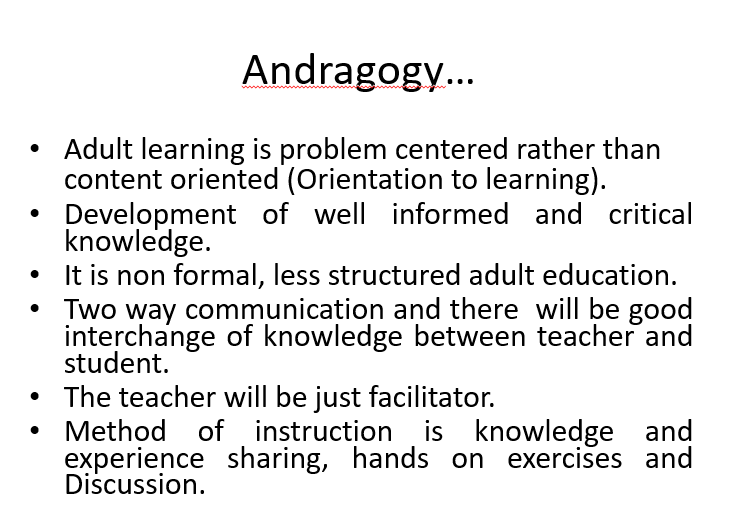 Andragogy...
• Adult learning is problem centered rather than
content oriented (Orientation to learning).
• Development of well informed and critical
knowledge.
• It is non formal, less structured adult education.
• Two way communication and there  will be good
interchange of knowledge between teacher and
student.
• The teacher will be just facilitator.
• Method of instruction is knowledge and
experience sharing, hands on exercises and
Discussion.